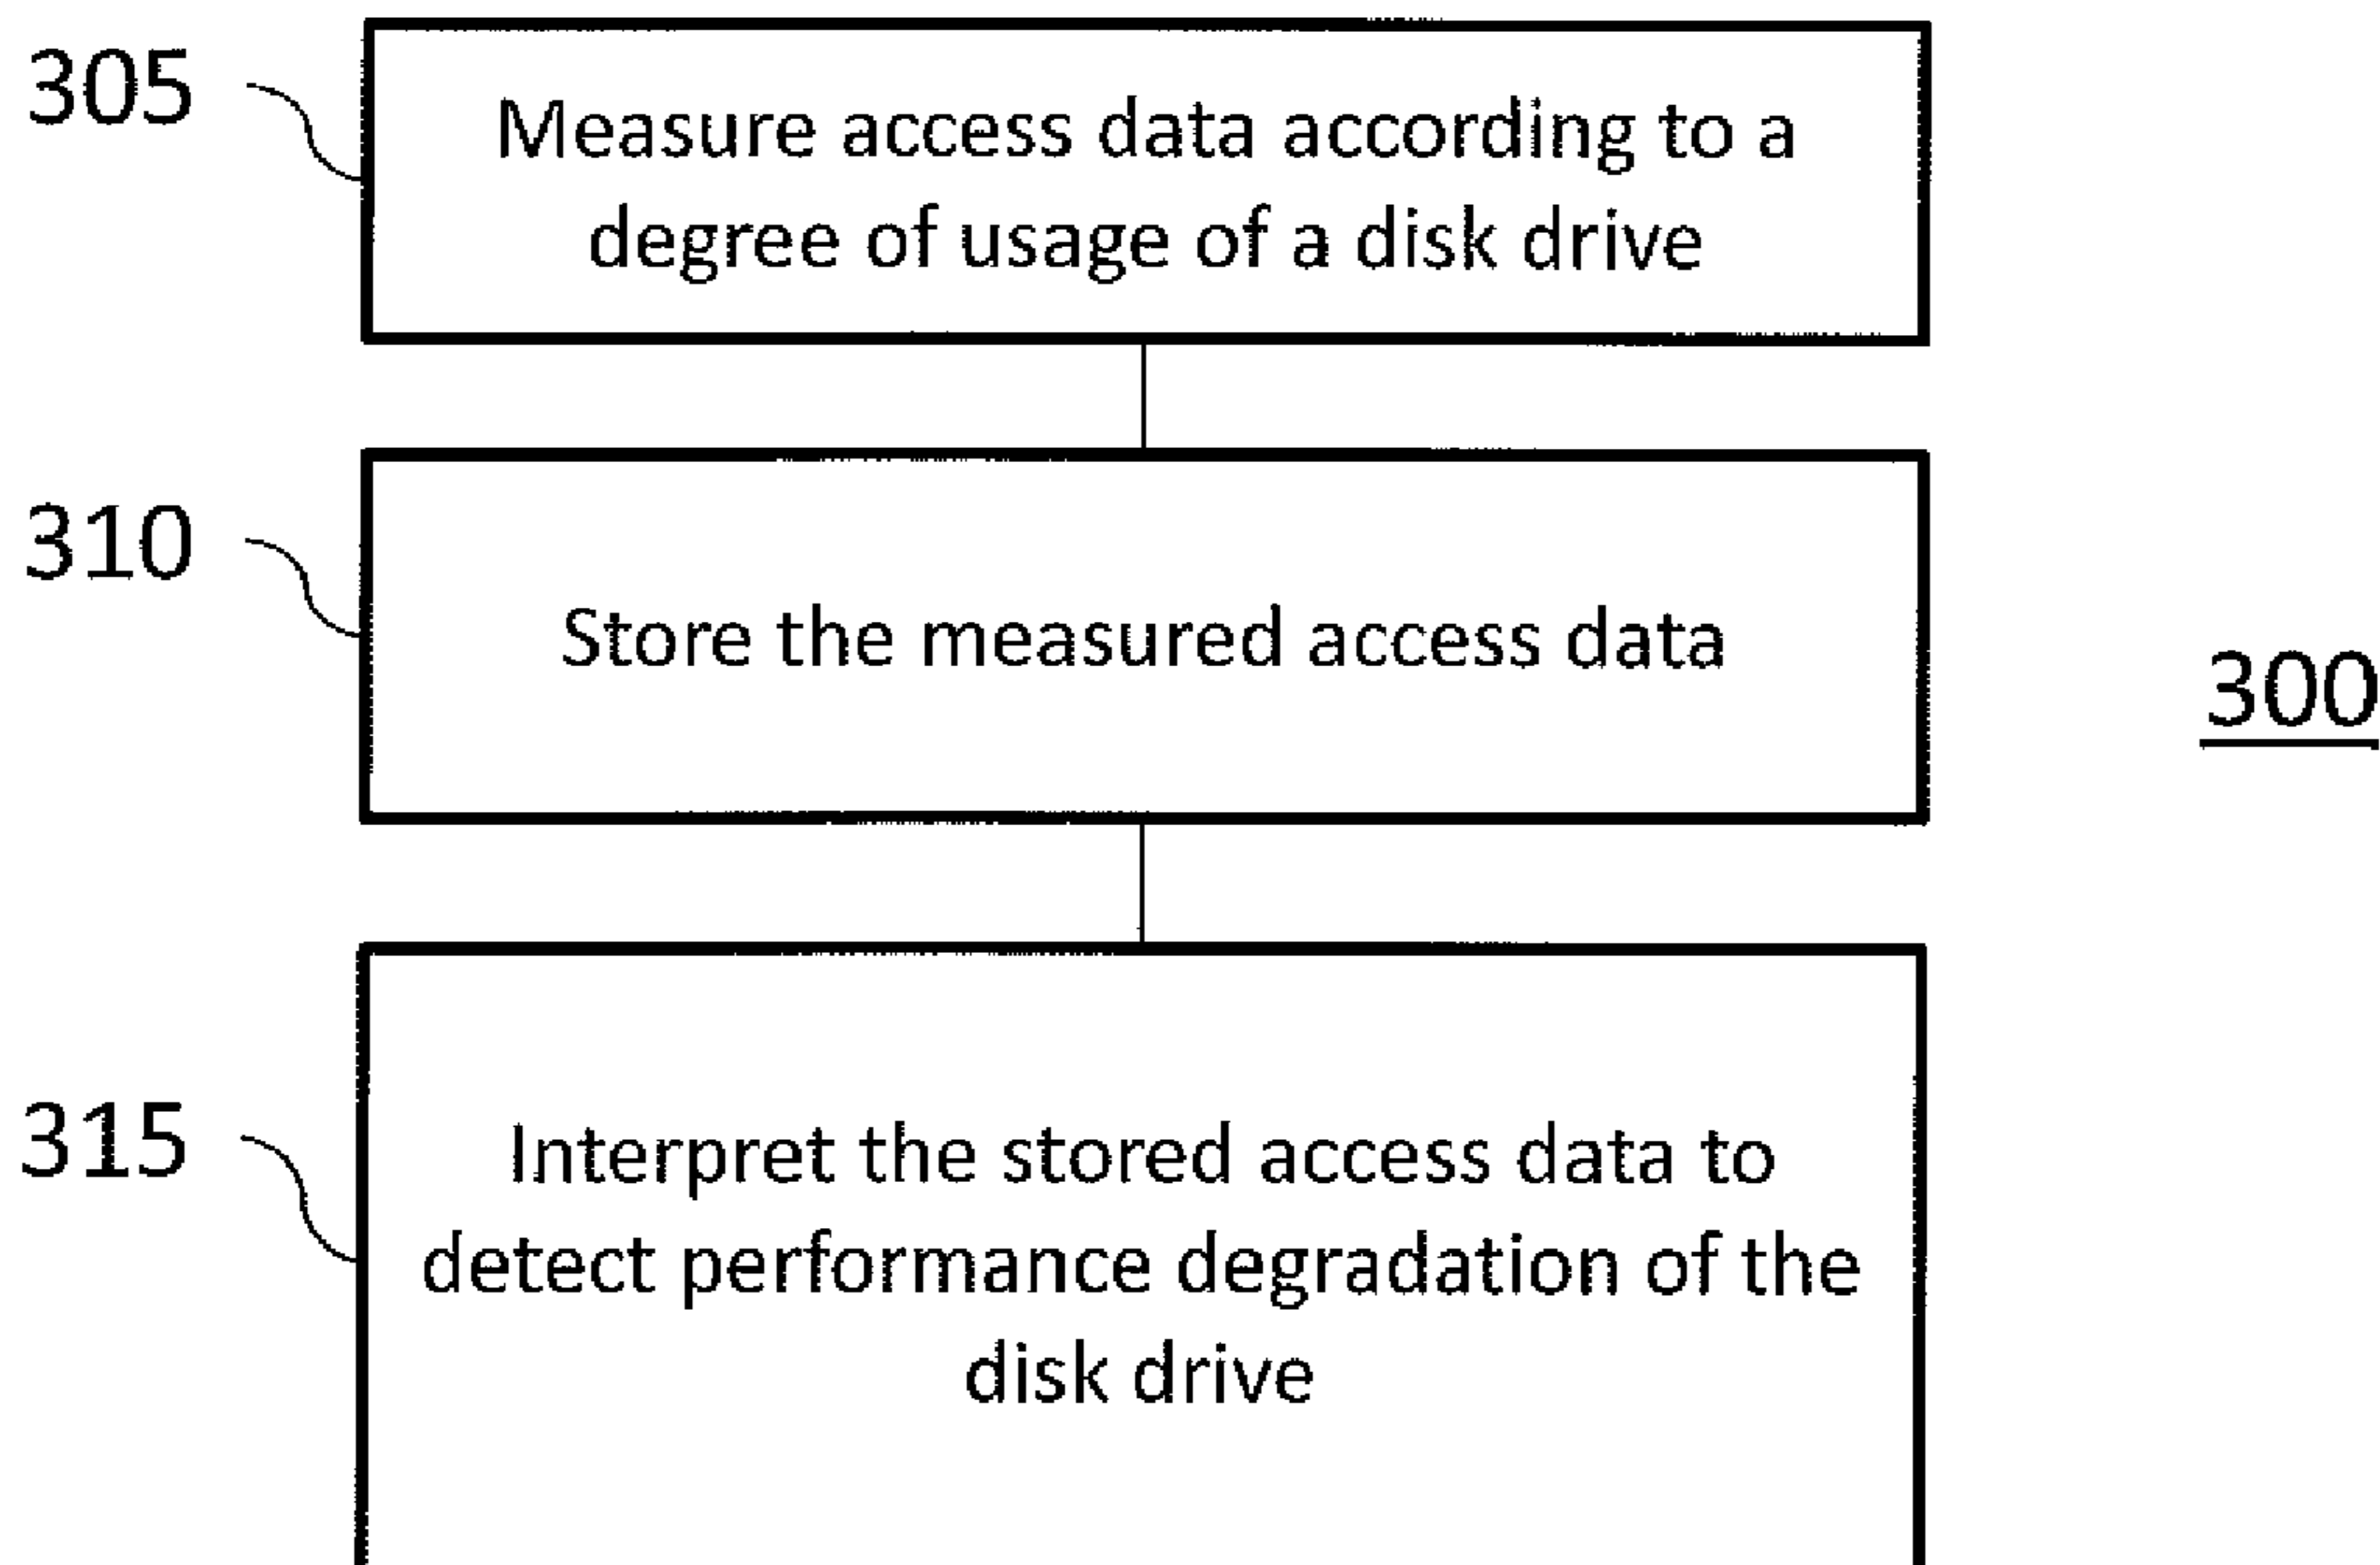 305
Measure access data according to a
degree of usage of a disk drive
310
Store the measured access data
300
315
Interpret the stored access data to
detect performance degradation of the
disk drive